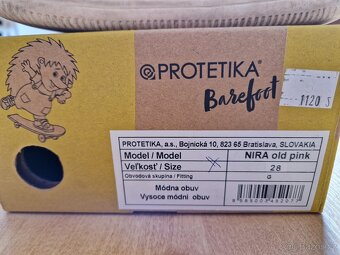 PROTETIKA®
Barefoot
1120 S
PROTETIKA, a.s., Bojnická 10, 823 65 Bratislava, SLOVAKIA
Model / Model NIRA old pink
Veľkosť / Size 28
Obvodová skupina / Fitting G
Módna obuv
Vysoce módní obuv